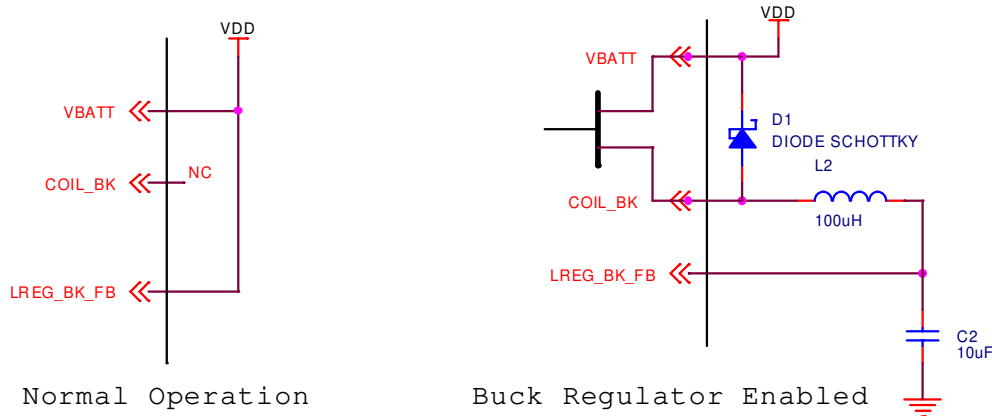 VDD
VBATT
COIL_BK
NC
LREG_BK_FB
Normal Operation
VDD
VBATT
D1
DIODE SCHOTTKY
L2
COIL_BK
100uH
LREG_BK_FB
C2
10uF
Buck Regulator Enabled